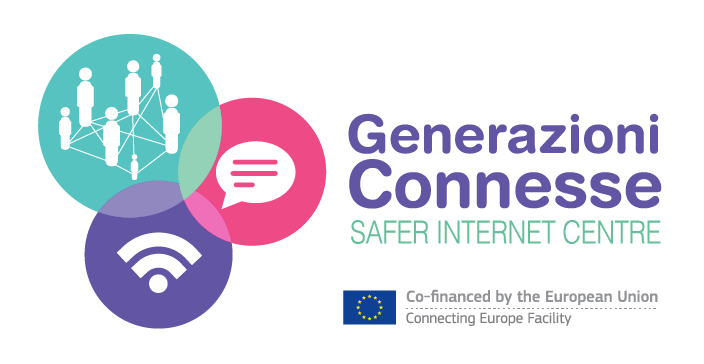 Generazioni
Connesse
SAFER INTERNET CENTRE
Co-financed by the European Union
Connecting Europe Facility